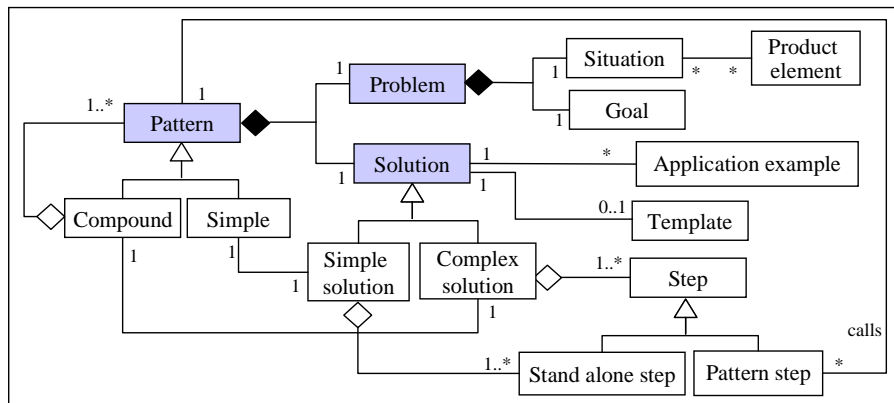 Situation
Product
element
*
*
1
Problem
1
1
Goal
1..*
1
Pattern
1
Solution
1
*
Application example
1
1
0..1
Template
Compound
Simple
1
1
Simple
solution
1
Complex
solution
1
1..*
Step
calls
1..*
Stand alone step
Pattern step
*